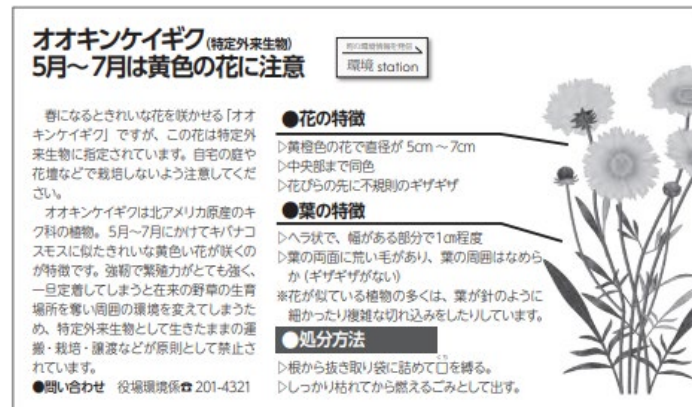 オオキンケイギク(特定外来生物)
5月～7月は黄色の花に注意
町の環境情報を発信
環境 station
春になるときれいな花を咲かせる「オオ
キンケイギク」ですが、この花は特定外
来生物に指定されています。自宅の庭や
花壇などで栽培しないよう注意してくだ
さい。
オオキンケイギクは北アメリカ原産のキ
ク科の植物。5月～7月にかけてキバナコ
スモスに似たきれいな黄色い花が咲くの
が特徴です。強靭で繁殖力がとても強く、
一旦定着してしまうと在来の野草の生育
場所を奪い周囲の環境を変えてしまうた
め、特定外来生物として生きたままの運
搬・栽培・譲渡などが原則として禁止さ
れています。
●問い合わせ 役場環境係☎201-4321
●花の特徴
▷黄橙色の花で直径が5cm～7cm
▷中央部まで同色
▷花びらの先に不規則のギザギザ
●葉の特徴
▷ヘラ状で、幅がある部分で1cm程度
▷葉の両面に荒い毛があり、葉の周囲はなめら
か（ギザギザがない）
※花が似ている植物の多くは、葉が針のように
細かったり複雑な切れ込みをしたりしています。
●処分方法
▷根から抜き取り袋に詰めて口を縛る。
▷しっかり枯れてから燃えるごみとして出す。